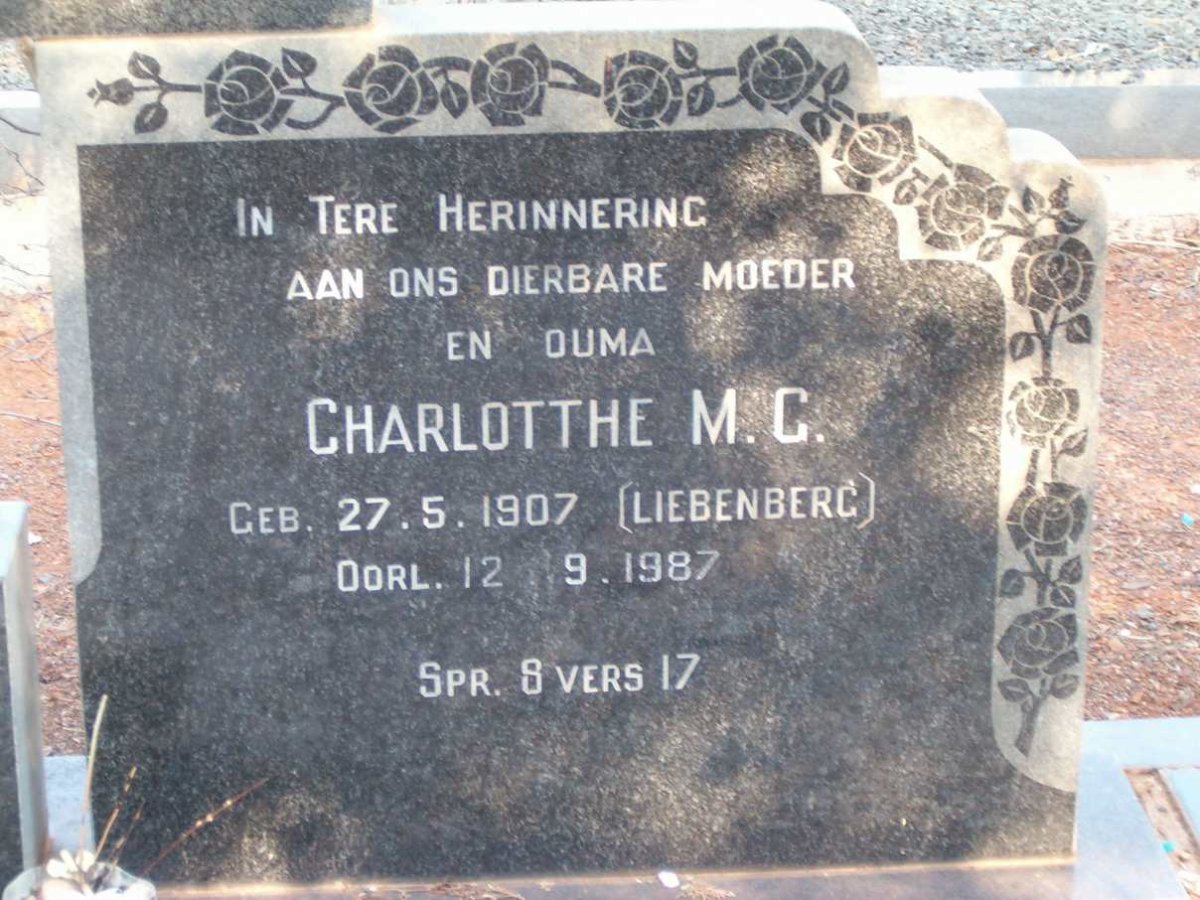 In Tere Herinnering
aan ons dierbare moeder
en ouma
Charlotthe M. C.
Geb. 27.5.1907 (Liebenberg)
Oorl. 12 9.1987
Spr. 8 vers 17